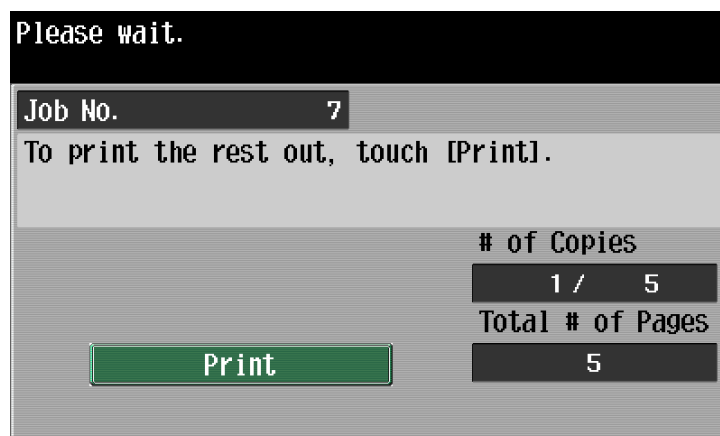 Please wait.
Job No. 7
To print the rest out, touch [Print].
# of Copies
1 / 5
Total # of Pages
Print
5